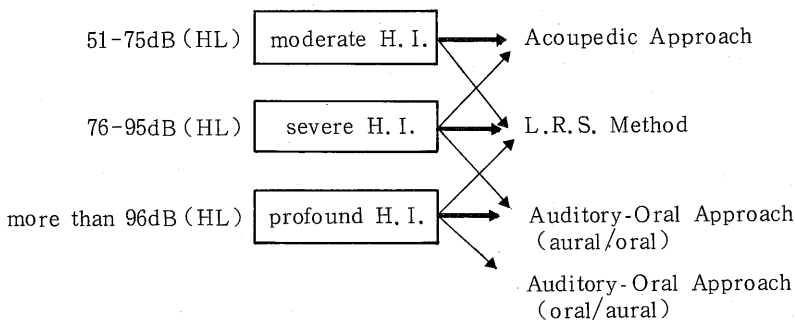 51-75dB (HL) moderate H. I. Acoupedic Approach
76-95dB (HL) severe H. I. L.R.S. Method
more than 96dB (HL) profound H. I. Auditory-Oral Approach
(aural/oral)
Auditory-Oral Approach
(oral/aural)